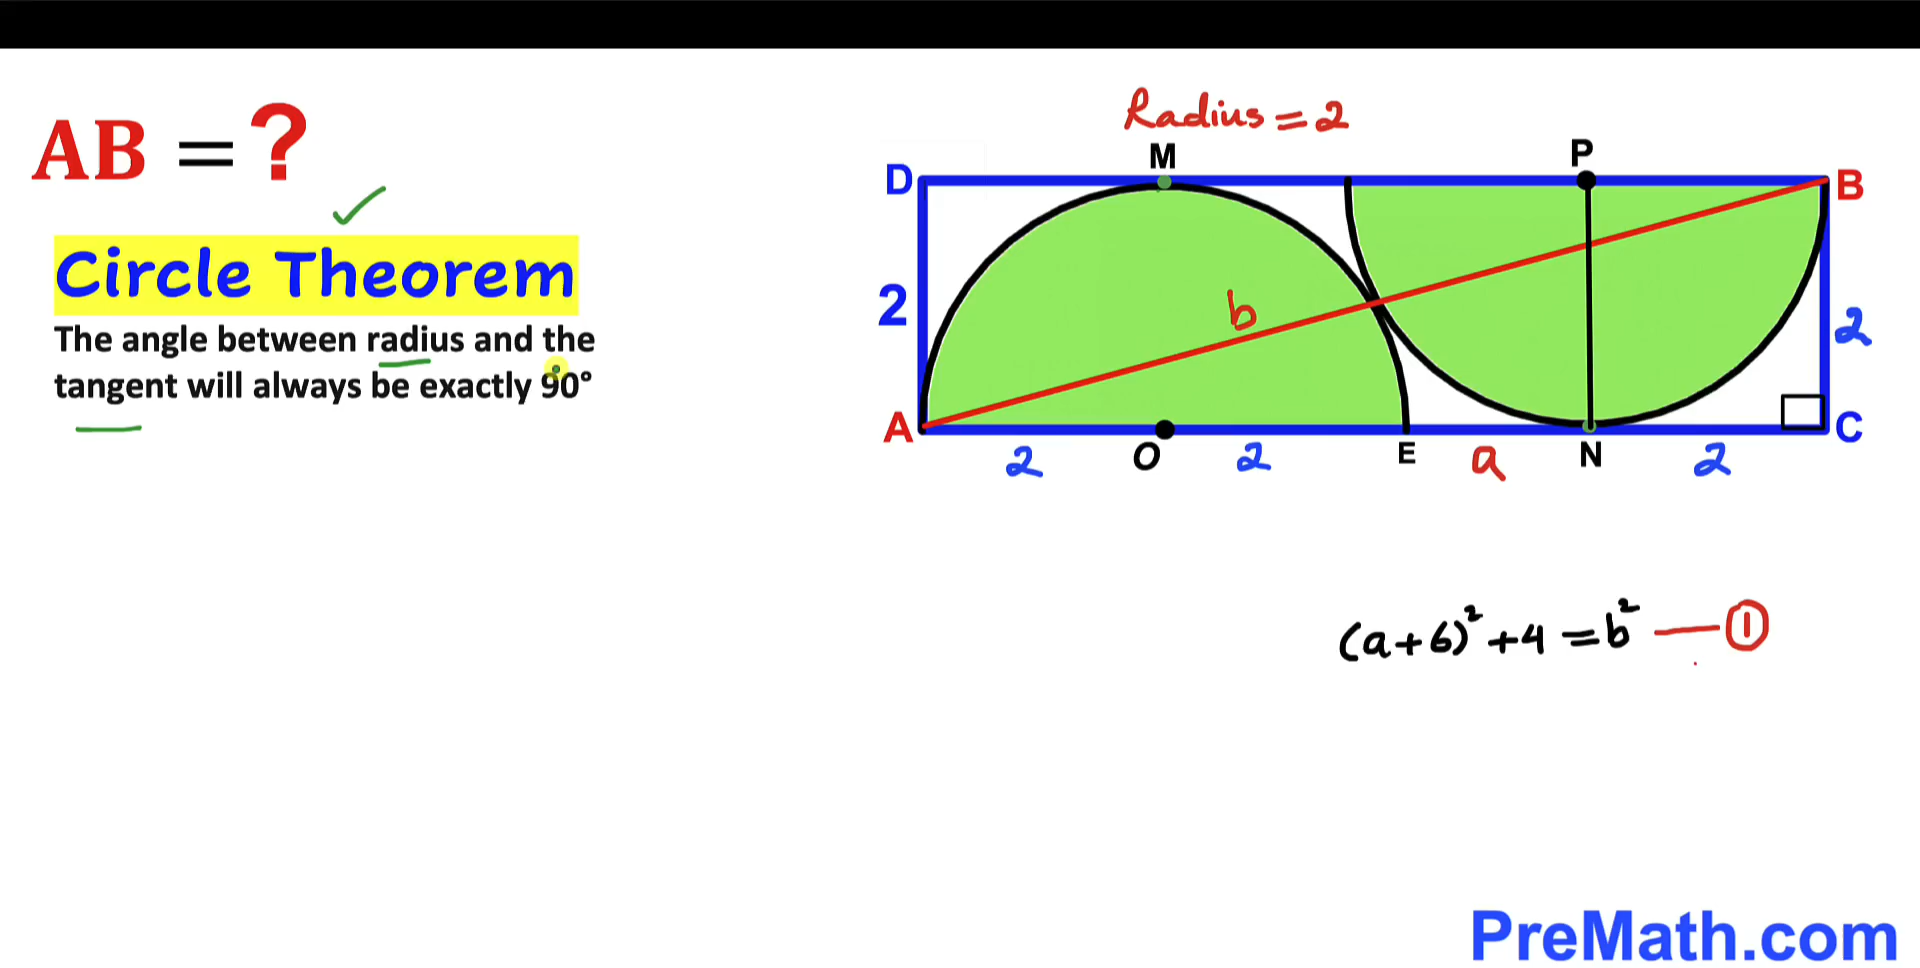 AB = ?
Circle Theorem
The angle between radius and the
tangent will always be exactly 90°
Radius = 2
M
P
D
B
2
b
2
A
C
2
O
2
E
a
N
2
(a+6)² + 4 = b² — ①
PreMath.com